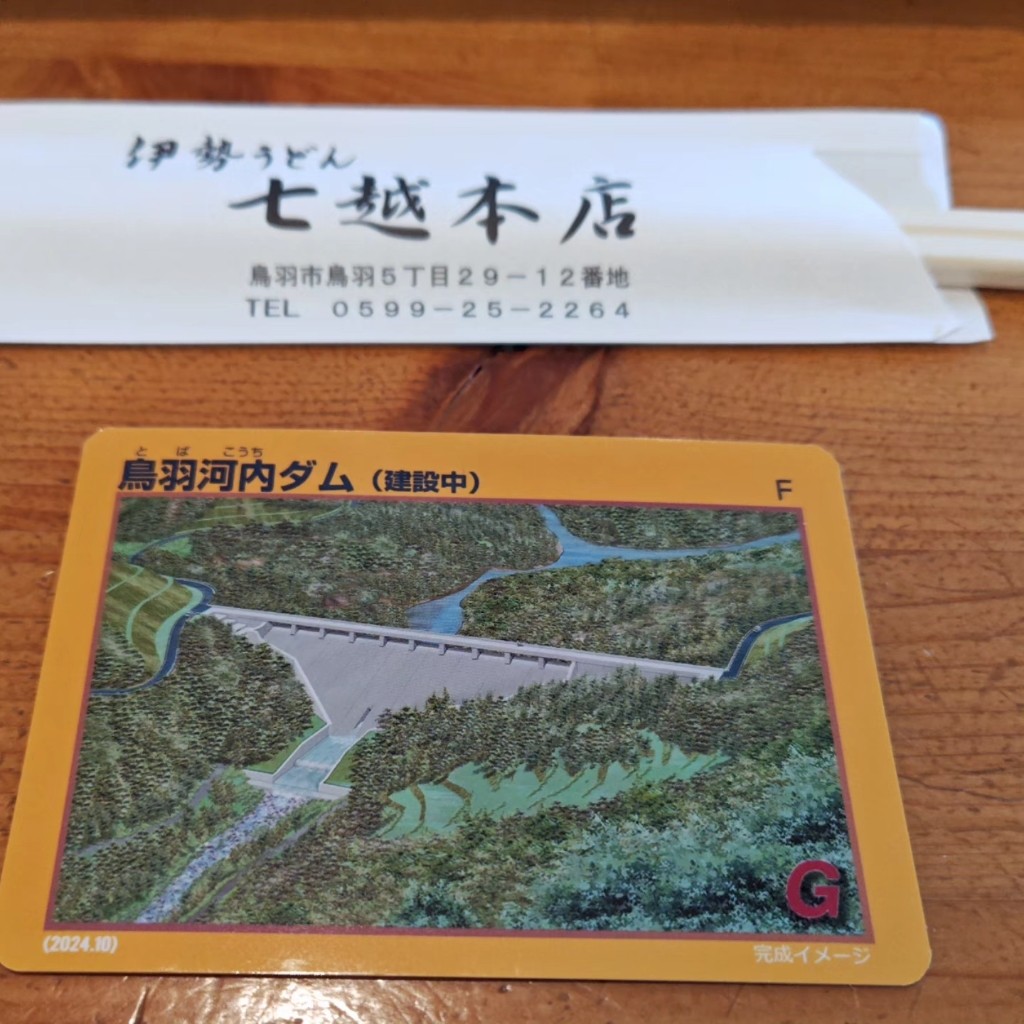 伊勢うどん
七越本店
鳥羽市鳥羽5丁目29-12番地
TEL 0599-25-2264
とば こうち
鳥羽河内ダム(建設中)
F
G
(2024.10)
完成イメージ